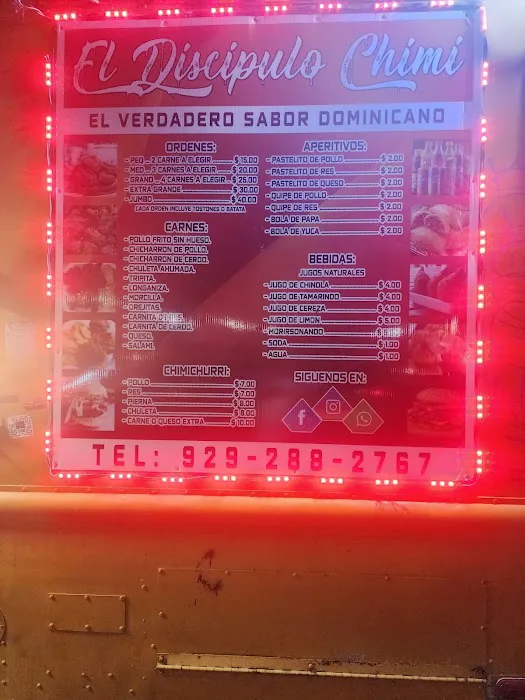 El Discipulo Chimi
EL VERDADERO SABOR DOMINICANO
ORDENES:
- PEQ _ 2 CARNE A ELEGIR $ 15.00
- MED _ 3 CARNES A ELEGIR $ 20.00
- GRAND _ 4 CARNES A ELEGIR $ 25.00
- EXTRA GRANDE $ 30.00
- JUMBO $ 40.00
CADA ORDEN INCLUYE TOSTONES O BATATA
CARNES:
- POLLO FRITO SIN HUESO,
- CHICHARRON DE POLLO,
- CHICHARRON DE CERDO,
- CHULETA AHUMADA,
- TRIPITA,
- LONGANIZA,
- MORCILLA,
- OREJITAS,
- CARNITA D RES,
- CARNITA DE CERDO,
- QUESO,
- SALAMI,
CHIMICHURRI:
- POLLO $ 7.00
- RES $ 7.00
- PIERNA $ 8.00
- CHULETA $ 8.00
- CARNE O QUESO EXTRA $ 10.00
APERITIVOS:
- PASTELITO DE POLLO $ 2.00
- PASTELITO DE RES $ 2.00
- PASTELITO DE QUESO $ 2.00
- QUIPE DE POLLO $ 2.00
- QUIPE DE RES $ 2.00
- BOLA DE PAPA $ 2.00
- BOLA DE YUCA $ 2.00
BEBIDAS:
JUGOS NATURALES
- JUGO DE CHINOLA $ 4.00
- JUGO DE TAMARINDO $ 4.00
- JUGO DE CEREZA $ 4.00
- JUGO DE LIMON $ 5.00
- MORIRSONANDO
- SODA $ 1.00
- AGUA $ 1.00
SIGUENOS EN:
TEL: 929-288-2767